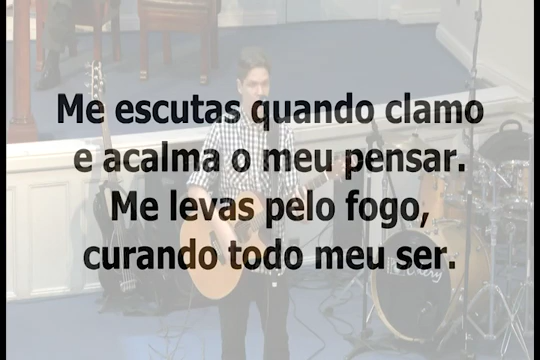 Me escutas quando clamo
e acalma o meu pensar.
Me levas pelo fogo,
curando todo meu ser.